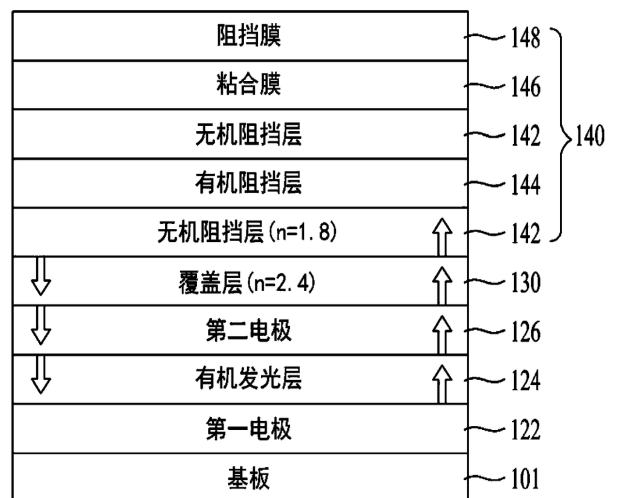 阻挡膜 148
粘合膜 146
无机阻挡层 142
140
有机阻挡层 144
无机阻挡层(n=1.8) 142
覆盖层(n=2.4) 130
第二电极 126
有机发光层 124
第一电极 122
基板 101